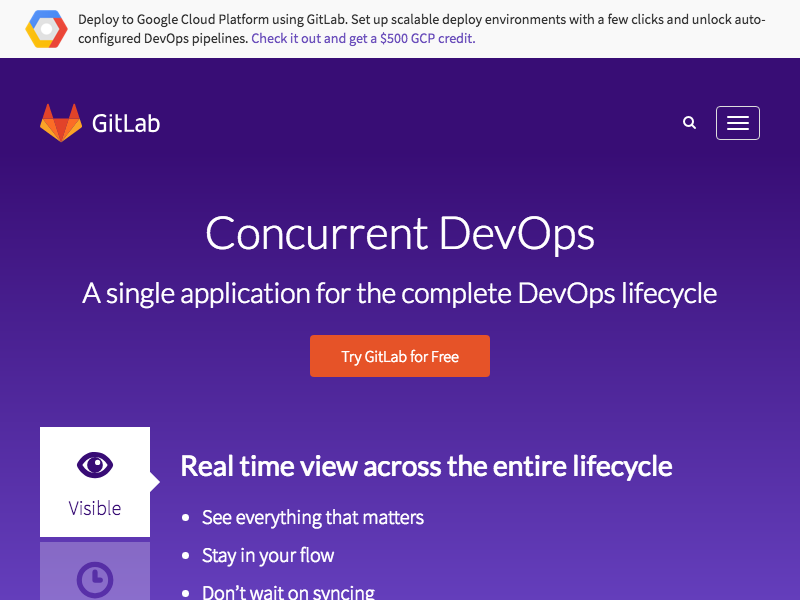 Deploy to Google Cloud Platform using GitLab. Set up scalable deploy environments with a few clicks and unlock auto-
configured DevOps pipelines. Check it out and get a $500 GCP credit.
GitLab
Concurrent DevOps
A single application for the complete DevOps lifecycle
Try GitLab for Free
Visible
Real time view across the entire lifecycle
• See everything that matters
• Stay in your flow
• Don’t wait on syncing